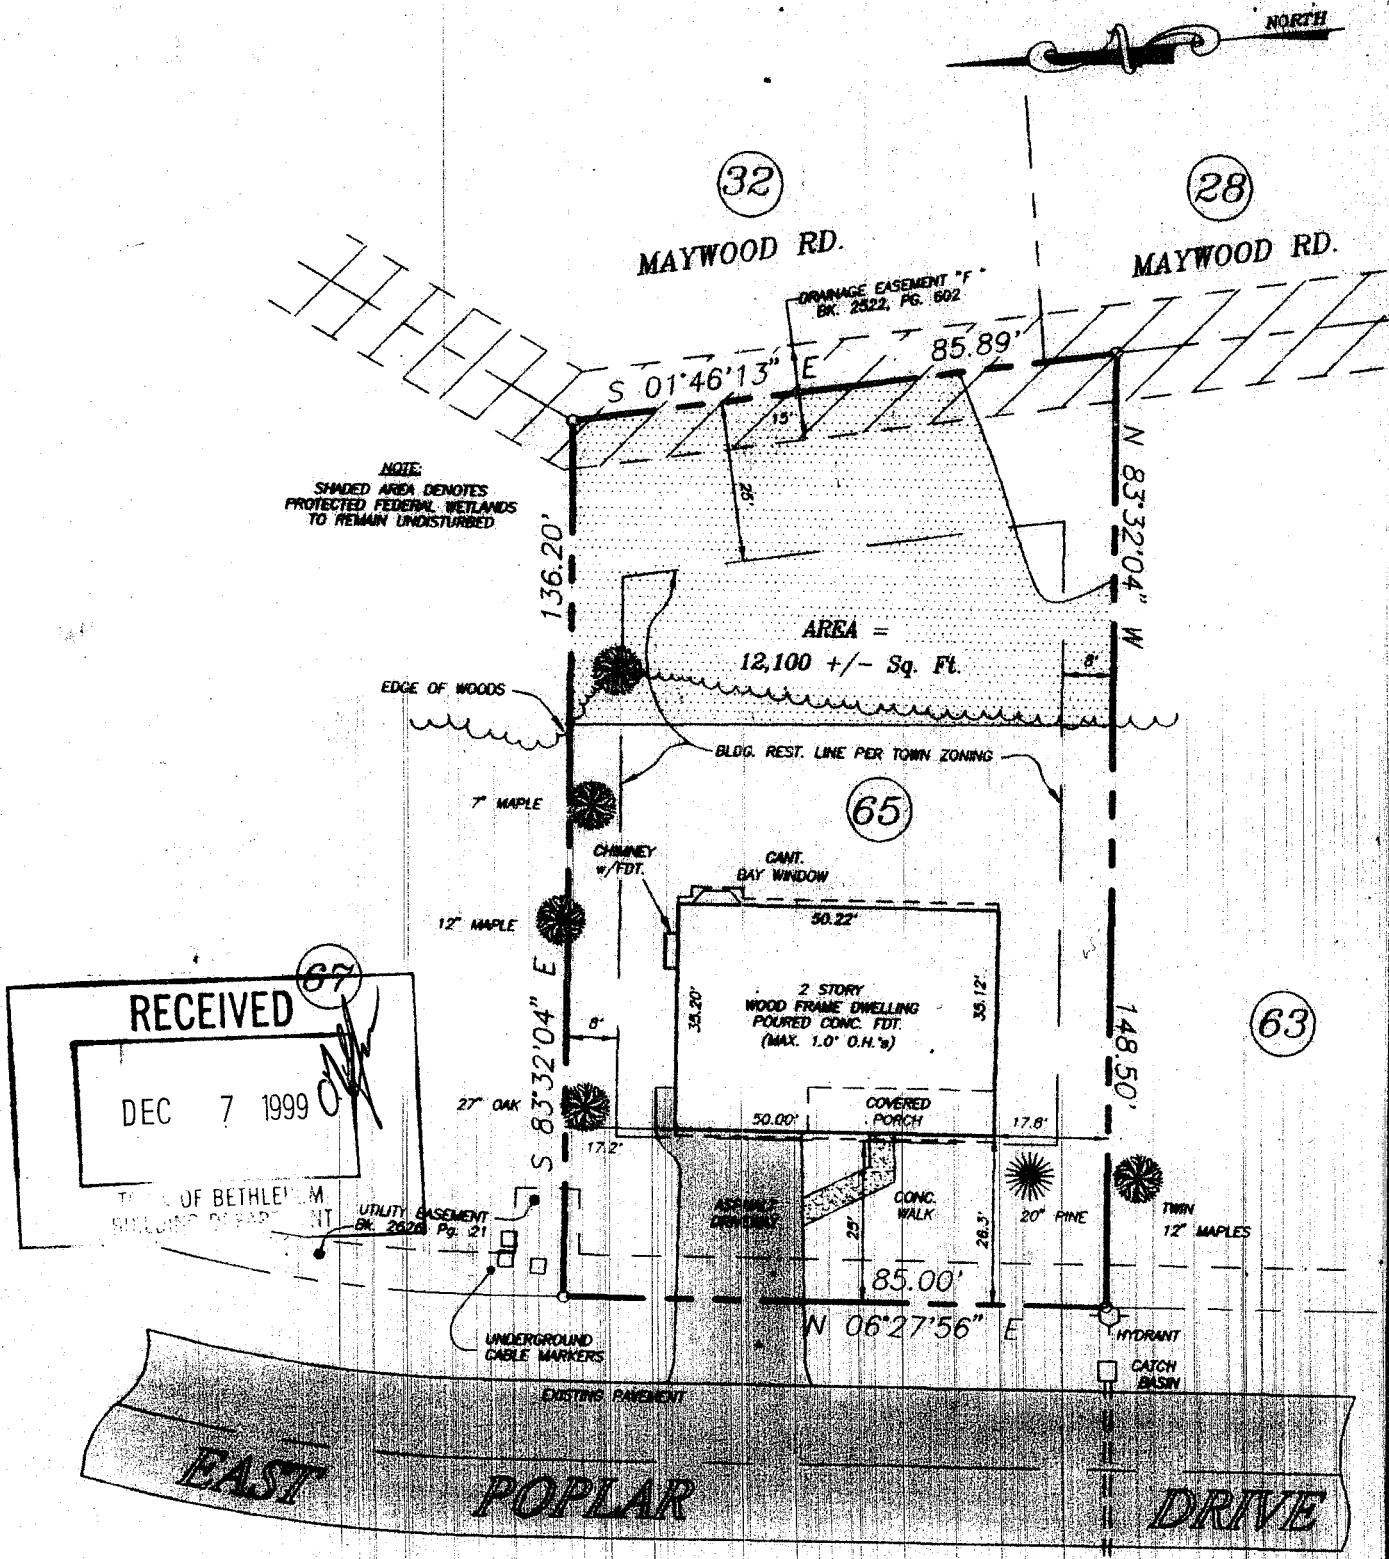 NORTH
32
28
MAYWOOD RD.
MAYWOOD RD.
DRAINAGE EASEMENT "F"
BK. 2522, PG. 602
S 01°46'13" E
85.89'
15'
25'
NOTE:
SHADED AREA DENOTES
PROTECTED FEDERAL WETLANDS
TO REMAIN UNDISTURBED
136.20'
N 83°32'04" W
AREA =
12,100 +/- Sq. Ft.
8'
EDGE OF WOODS
BLDG. REST. LINE PER TOWN ZONING
7" MAPLE
65
CHIMNEY
w/FDT.
CANT.
BAY WINDOW
12" MAPLE
50.22'
67
RECEIVED
DEC 7 1999
OF BETHLEHEM
35.20'
2 STORY
WOOD FRAME DWELLING
POURED CONC. FDT.
(MAX. 1.0' O.H.'s)
35.12'
148.50'
63
8'
S 83°32'04" E
27" OAK
17.2'
50.00'
COVERED
PORCH
17.8'
UTILITY EASEMENT
BK. 2626 Pg. 21
ASPHALT
DRIVEWAY
CONC.
WALK
25'
26.3'
20" PINE
TWIN
12" MAPLES
85.00'
N 06°27'56" E
UNDERGROUND
CABLE MARKERS
HYDRANT
CATCH
BASIN
EXISTING PAVEMENT
EAST POPLAR DRIVE